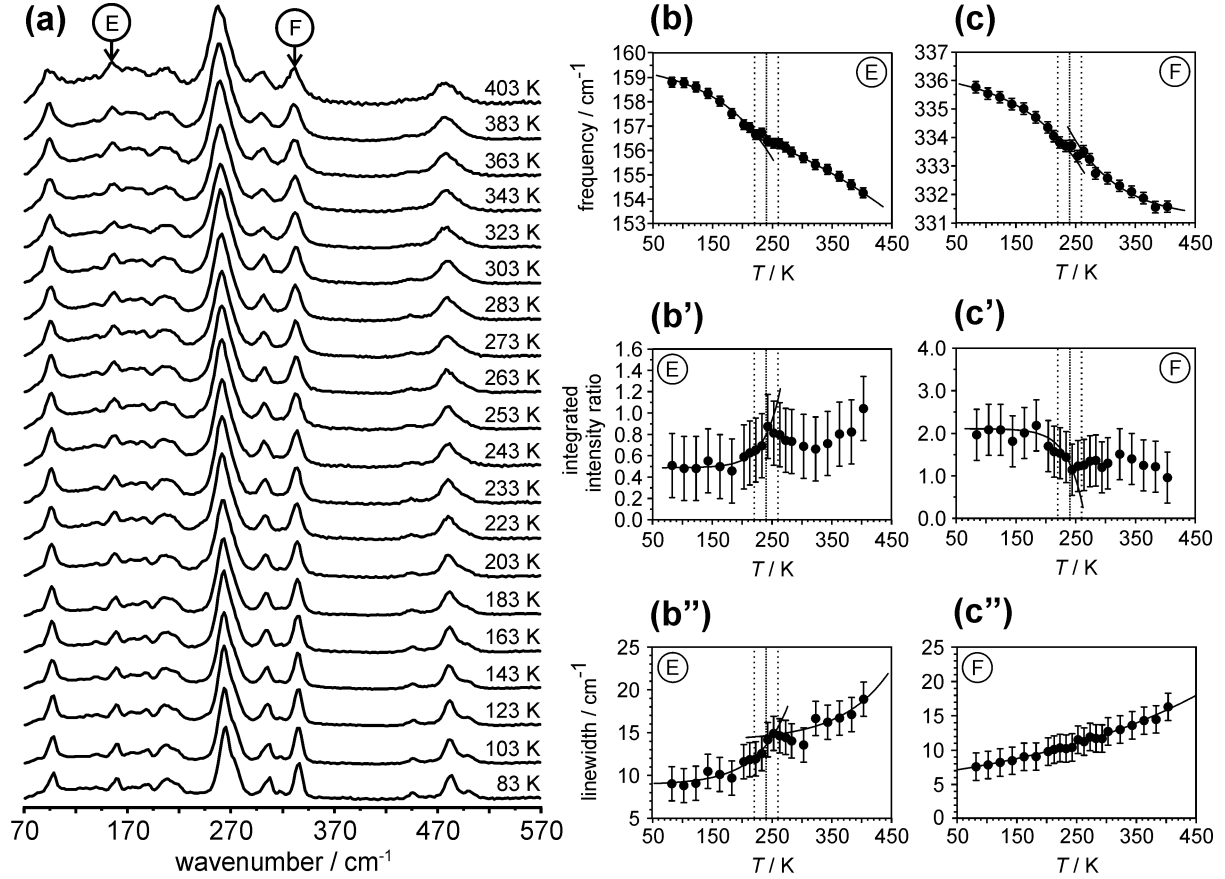 (a)
E
F
403 K
383 K
363 K
343 K
323 K
303 K
283 K
273 K
263 K
253 K
243 K
233 K
223 K
203 K
183 K
163 K
143 K
123 K
103 K
83 K
70 170 270 370 470 570
wavenumber / cm-1
(b)
E
160
159
158
157
156
155
154
153
frequency / cm-1
50 150 250 350 450
T / K
(c)
F
337
336
335
334
333
332
331
50 150 250 350 450
T / K
(b')
E
1.6
1.4
1.2
1.0
0.8
0.6
0.4
0.2
0.0
integrated
intensity ratio
50 150 250 350 450
T / K
(c')
F
4.0
3.0
2.0
1.0
0.0
50 150 250 350 450
T / K
(b'')
E
25
20
15
10
5
linewidth / cm-1
50 150 250 350 450
T / K
(c'')
F
25
20
15
10
5
0
50 150 250 350 450
T / K